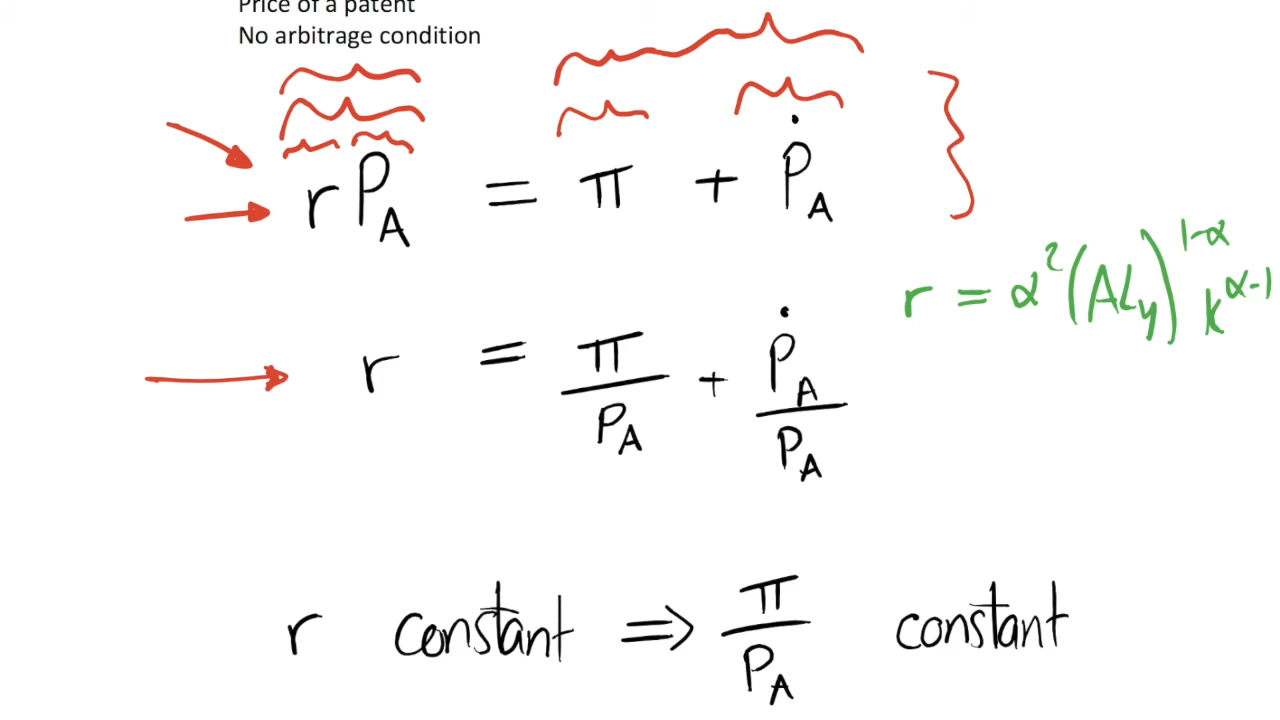 Price of a patent
No arbitrage condition
r P_A = π + Ṗ_A
r = α²(AL_y)^{1-α} k^{α-1}
r = π/P_A + Ṗ_A/P_A
r constant ⇒ π/P_A constant